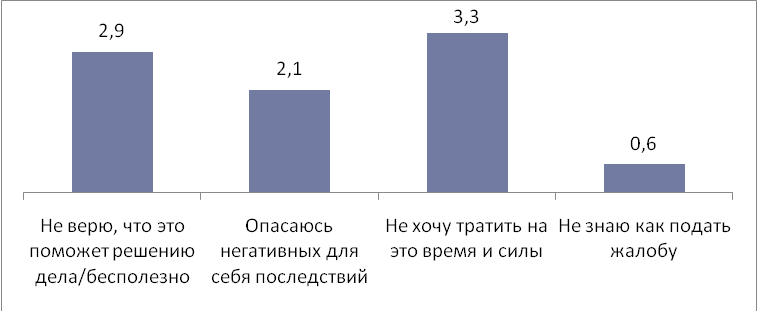 2,9
2,1
3,3
0,6
Не верю, что это
поможет решению
дела/бесполезно
Опасаюсь
негативных для
себя последствий
Не хочу тратить на
это время и силы
Не знаю как подать
жалобу